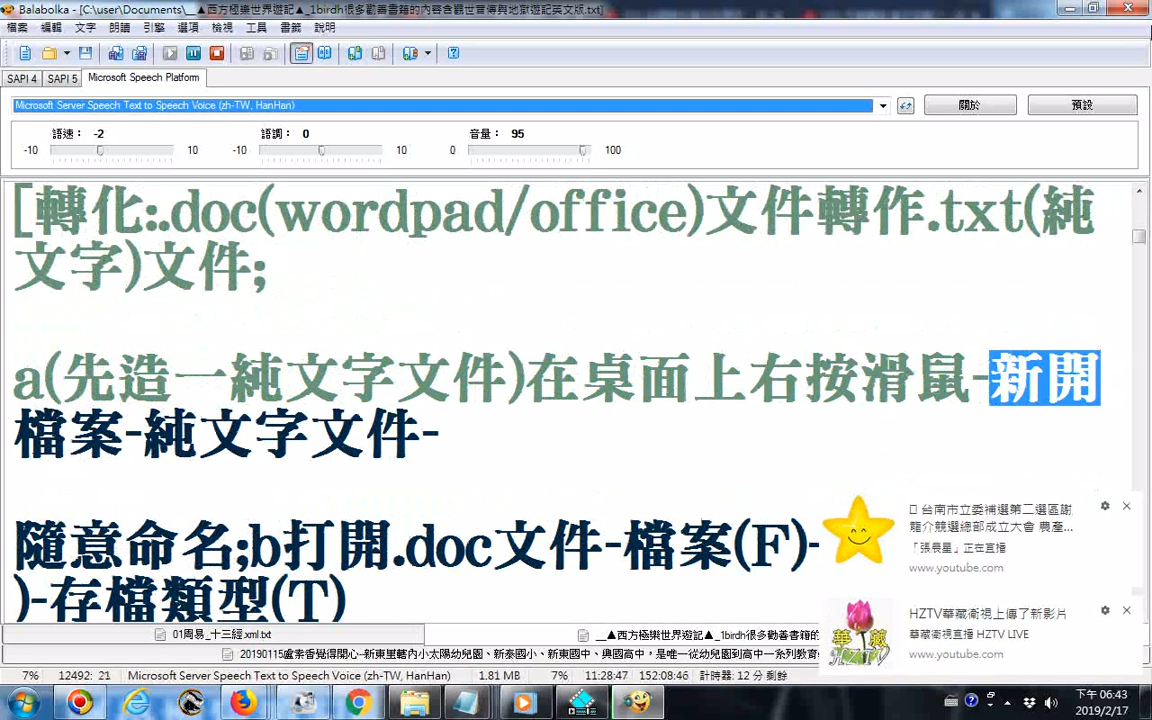 Balabolka - [C:\user\Documents\__▲西方極樂世界遊記▲_1birdh很多勸善書籍的內容含觀世音傳與地獄遊記英文版.txt]
檔案 編輯 文字 朗讀 引擎 選項 檢視 工具 書籤 說明
SAPI 4 SAPI 5 Microsoft Speech Platform
Microsoft Server Speech Text to Speech Voice (zh-TW, HanHan)
關於 預設
語速： -2 語調： 0 音量： 95
-10 10 -10 10 0 100
[轉化:.doc(wordpad/office)文件轉作.txt(純
文字)文件;
a(先造一純文字文件)在桌面上右按滑鼠-新開
檔案-純文字文件-
隨意命名;b打開.doc文件-檔案(F)-
)-存檔類型(T)
台南市立委補選第二選區謝
龍介競選總部成立大會 農產...
「張辰星」正在直播
www.youtube.com
HZTV華藏衛視上傳了新影片
華藏衛視直播 HZTV LIVE
www.youtube.com
01周易_十三經.xml.txt
__▲西方極樂世界遊記▲_1birdh很多勸善書籍的
20190115盧素香覺得開心-新東里轄內小太陽幼兒園、新泰國小、新東國中、興國高中，是唯一從幼兒園到高中一系列教育
7% 12492: 21 Microsoft Server Speech Text to Speech Voice (zh-TW, HanHan) 1.81 MB 7% 11:28:47 152:08:46 計時器: 12 分 剩餘
下午 06:43
2019/2/17